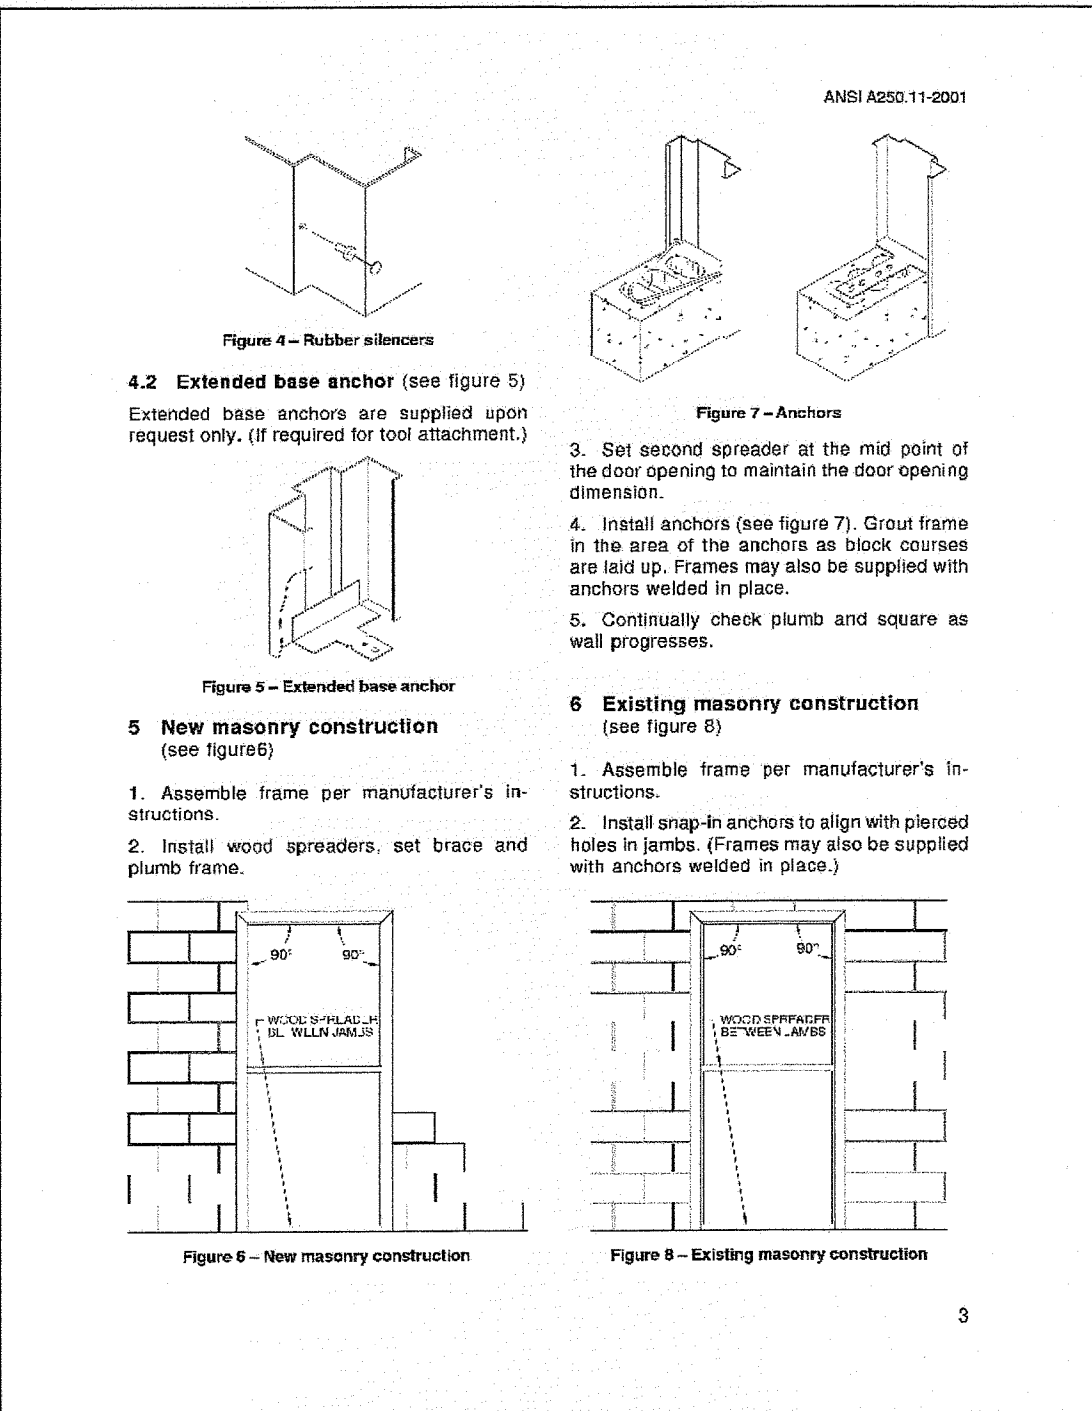 ANSI A250.11-2001
Figure 4 – Rubber silencers
4.2 Extended base anchor (see figure 5)
Extended base anchors are supplied upon
request only. (If required for tool attachment.)
Figure 5 – Extended base anchor
5 New masonry construction
(see figure6)
1. Assemble frame per manufacturer's in-
structions.
2. Install wood spreaders, set brace and
plumb frame.
90°
90°
WOOD SPREADER
BETWEEN JAMBS
Figure 6 – New masonry construction
Figure 7 – Anchors
3. Set second spreader at the mid point of
the door opening to maintain the door opening
dimension.
4. Install anchors (see figure 7). Grout frame
in the area of the anchors as block courses
are laid up. Frames may also be supplied with
anchors welded in place.
5. Continually check plumb and square as
wall progresses.
6 Existing masonry construction
(see figure 8)
1. Assemble frame per manufacturer's in-
structions.
2. Install snap-in anchors to align with pierced
holes in jambs. (Frames may also be supplied
with anchors welded in place.)
90°
90°
WOOD SPREADER
BETWEEN JAMBS
Figure 8 – Existing masonry construction
3